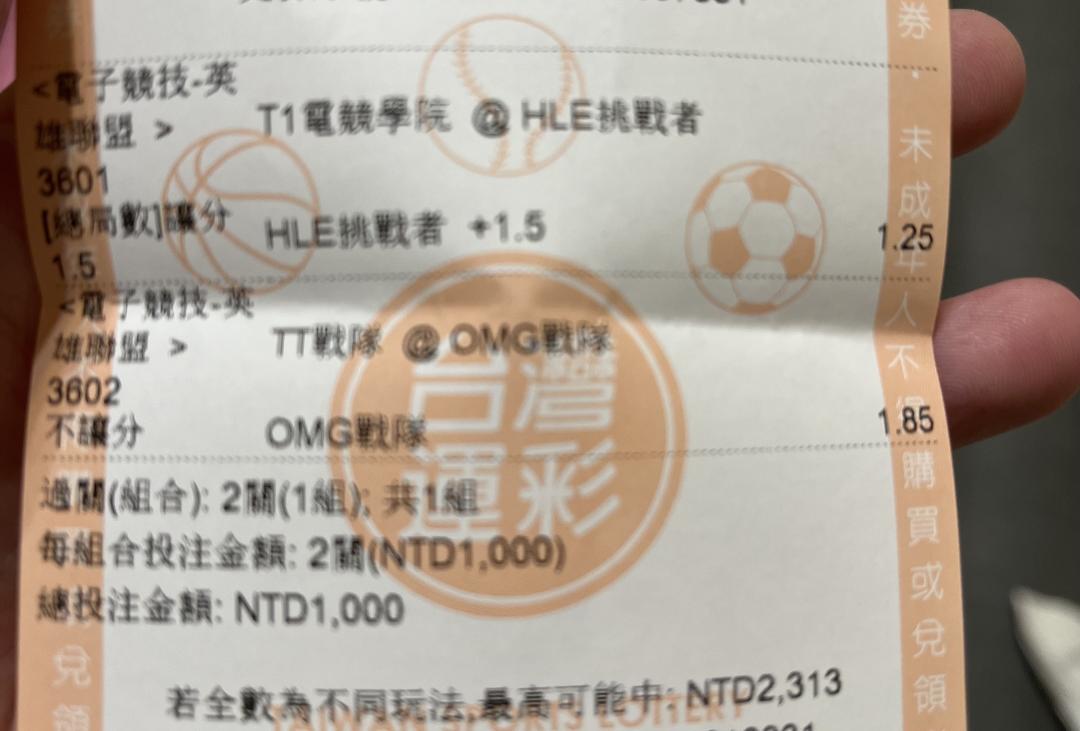 券
<電子競技-英
雄聯盟 >
T1電競學院 @ HLE挑戰者
3601
[總局數]讓分
1.5
HLE挑戰者 +1.5
1.25
<電子競技-英
雄聯盟 >
TT戰隊 @ OMG戰隊
3602
不讓分
OMG戰隊
1.85
過關(組合): 2關(1組); 共1組
每組合投注金額: 2關(NTD1,000)
總投注金額: NTD1,000
若全數為不同玩法,最高可能中: NTD2,313
台灣
運彩
TAIWAN SPORTS LOTTERY
未成年人不得購買或兌領
兌領